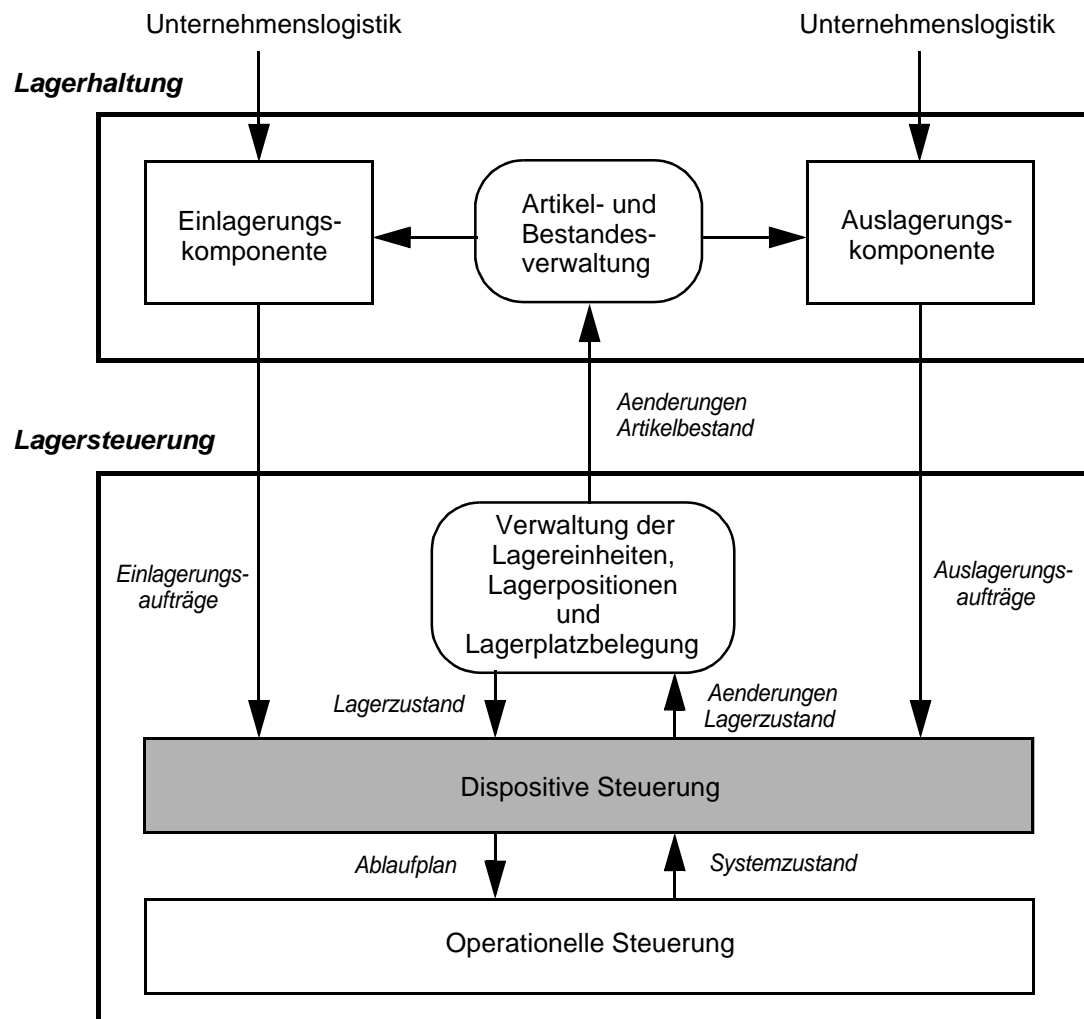 Unternehmenslogistik
Unternehmenslogistik
Lagerhaltung
Einlagerungs-
komponente
Artikel- und
Bestandes-
verwaltung
Auslagerungs-
komponente
Aenderungen
Artikelbestand
Lagersteuerung
Verwaltung der
Lagereinheiten,
Lagerpositionen
und
Lagerplatzbelegung
Einlagerungs-
aufträge
Auslagerungs-
aufträge
Lagerzustand
Aenderungen
Lagerzustand
Dispositive Steuerung
Ablaufplan
Systemzustand
Operationelle Steuerung